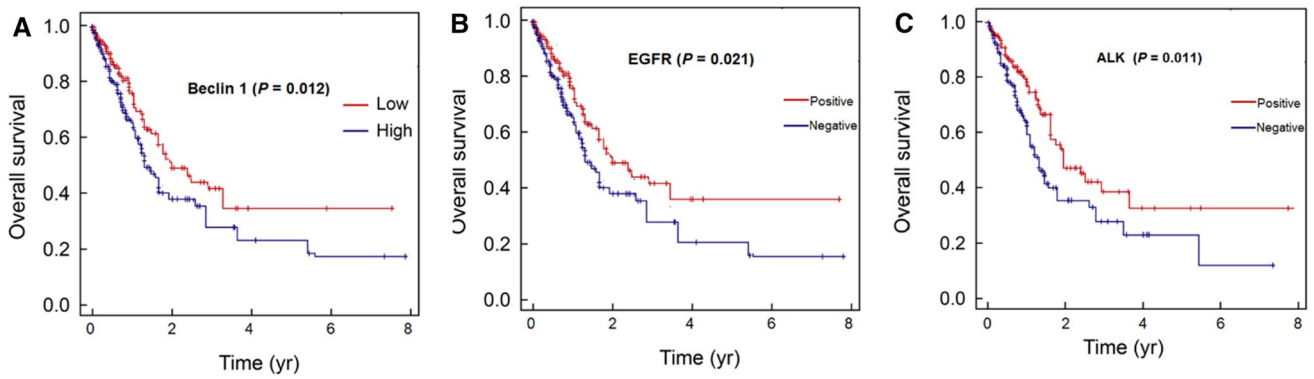 A
Overall survival
1.0
0.8
0.6
0.4
0.2
0.0
Beclin 1 (P = 0.012)
Low
High
0 2 4 6 8
Time (yr)
B
Overall survival
1.0
0.8
0.6
0.4
0.2
0.0
EGFR (P = 0.021)
Positive
Negative
0 2 4 6 8
Time (yr)
C
Overall survival
1.0
0.8
0.6
0.4
0.2
0.0
ALK (P = 0.011)
Positive
Negative
0 2 4 6 8
Time (yr)